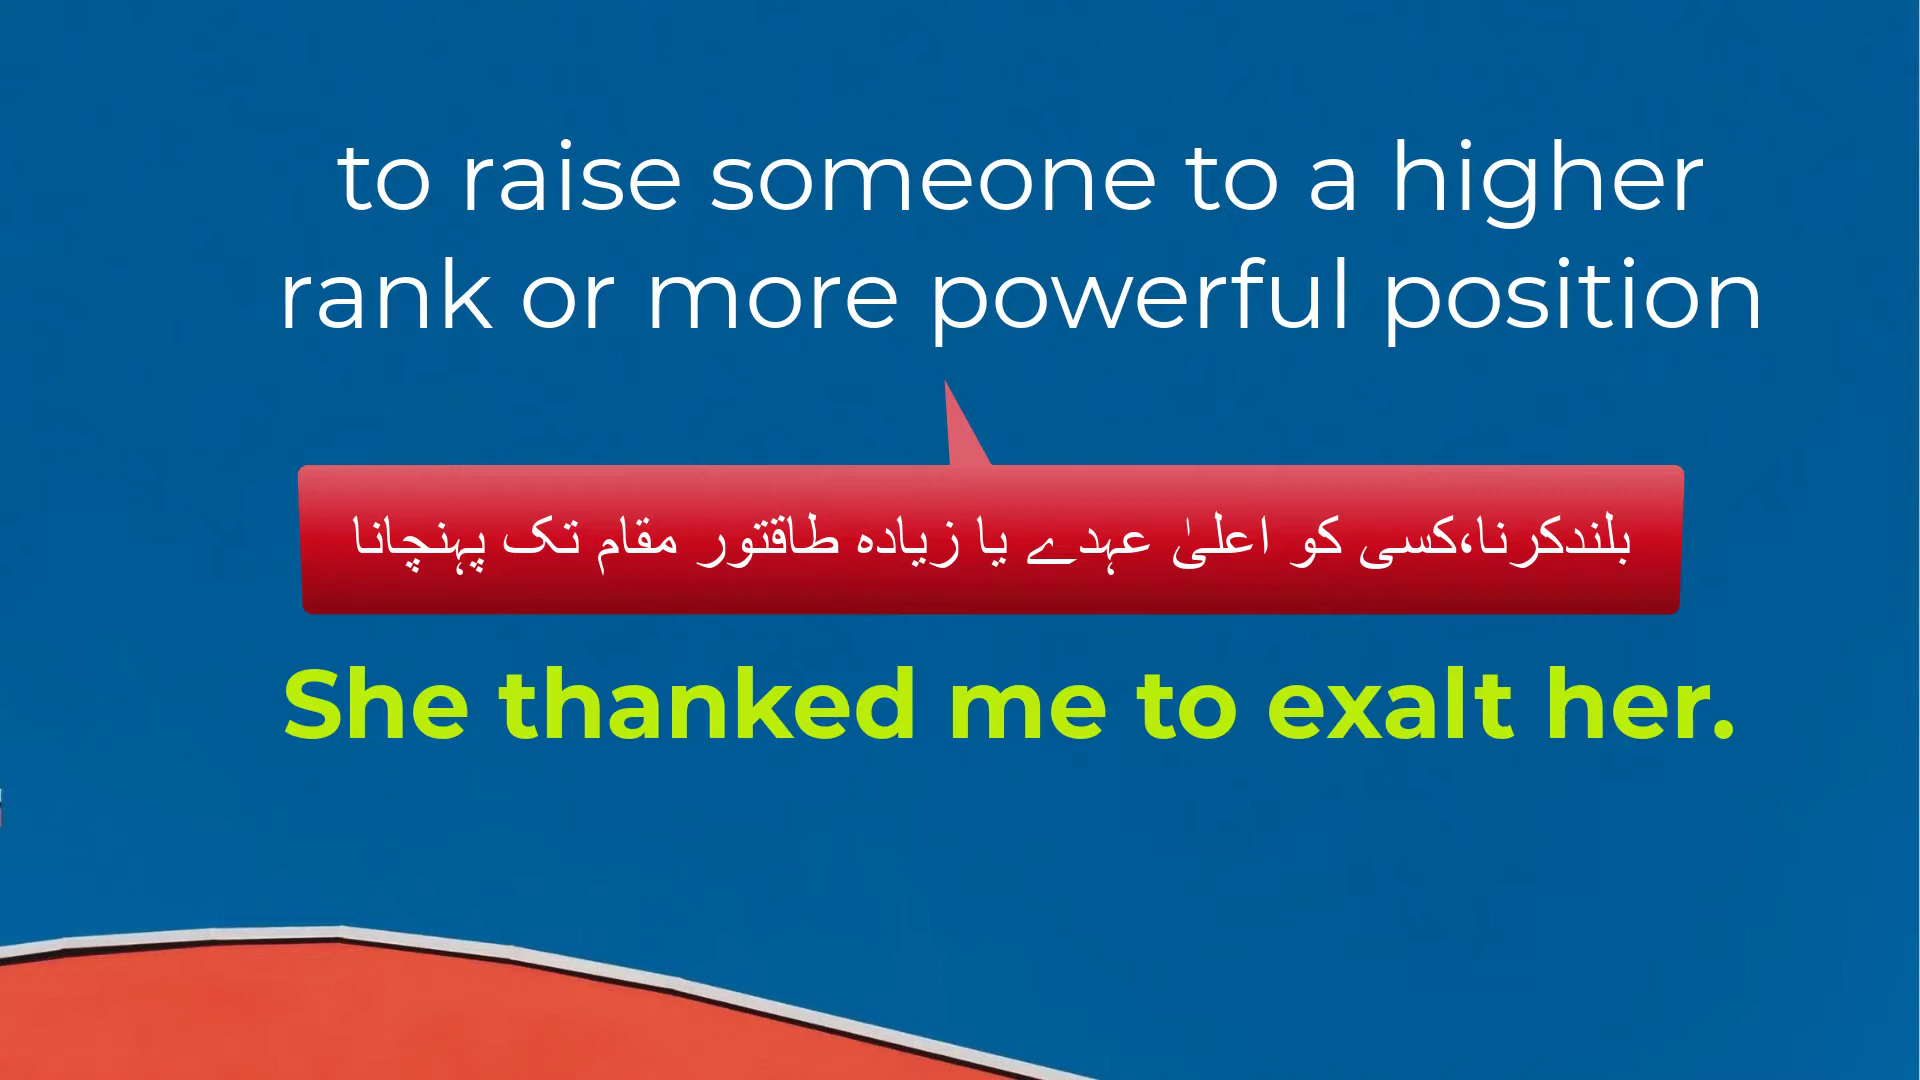 to raise someone to a higher
rank or more powerful position
بلندکرنا،کسی کو اعلیٰ عہدے یا زیادہ طاقتور مقام تک پہنچانا
She thanked me to exalt her.